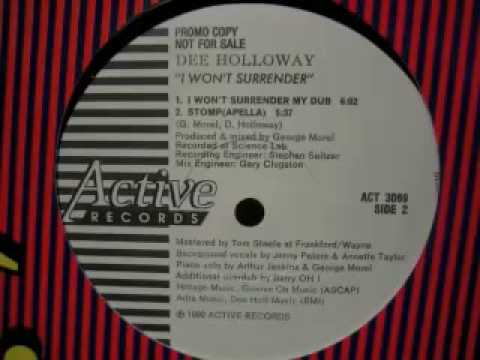 PROMO COPY
NOT FOR SALE
DEE HOLLOWAY
"I WON'T SURRENDER"
1. I WON'T SURRENDER MY DUB 6:02
2. STOMP(APELLA) 5:37
(G. Morel, D. Holloway)
Produced & mixed by George Morel
Recorded at Science Lab
Recording Engineer: Stephen Seltzer
Mix Engineer: Gary Clugston
Active
RECORDS
ACT 3069
SIDE 2
Mastered by Tom Steele at Frankford/Wayne
Background vocals by Jenny Peters & Annette Taylor
Piano solo by Arthur Jenkins & George Morel
Additional overdub by Jerry OH !
Music, Groove On Music (ASCAP)
Music, Dee Holl Music (BMI)
ACTIVE RECORDS